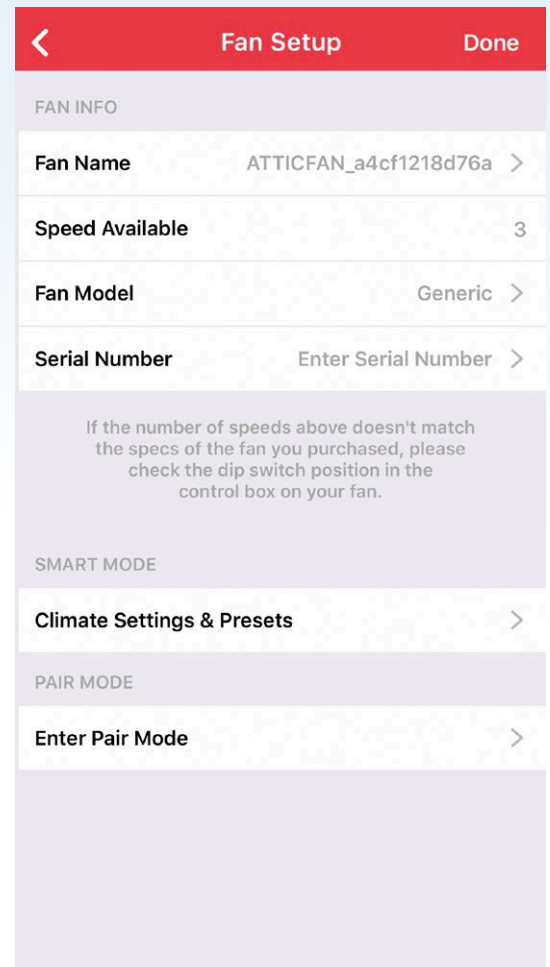 Fan Setup
Done
FAN INFO
Fan Name ATTICFAN_a4cf1218d76a
Speed Available 3
Fan Model Generic
Serial Number Enter Serial Number
If the number of speeds above doesn't match
the specs of the fan you purchased, please
check the dip switch position in the
control box on your fan.
SMART MODE
Climate Settings & Presets
PAIR MODE
Enter Pair Mode